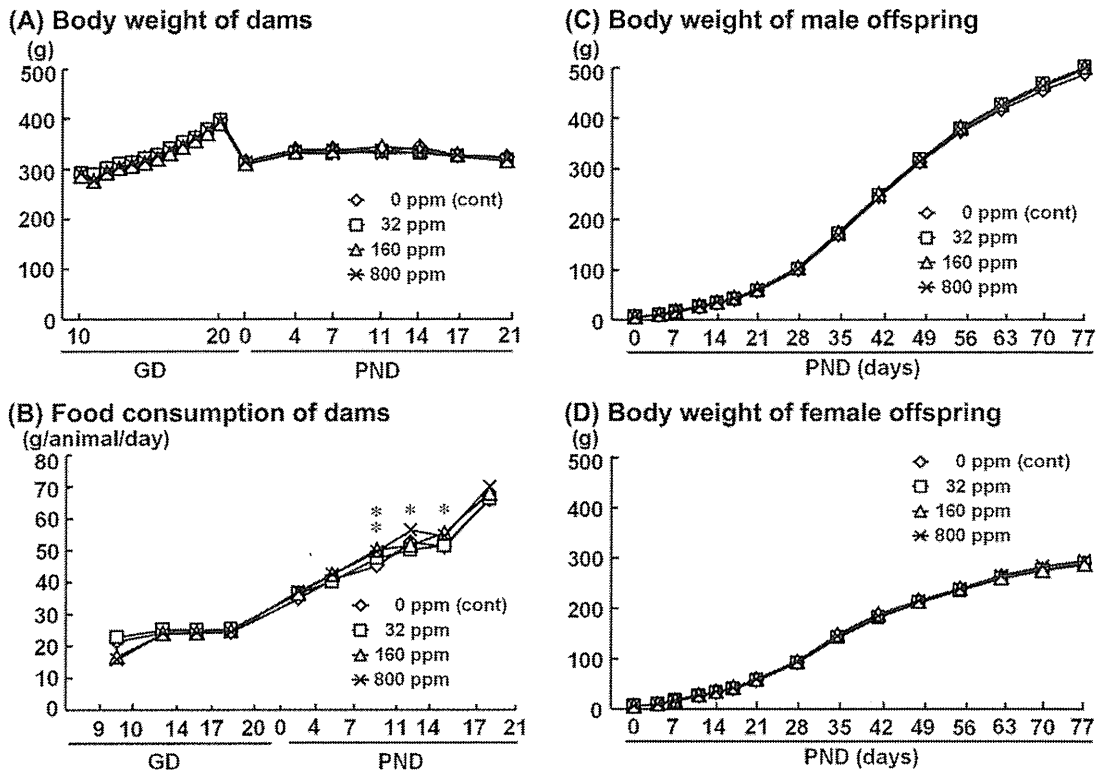 (A) Body weight of dams
(g)
500
400
300
200
100
0
0 ppm (cont)
32 ppm
160 ppm
800 ppm
10 20 0 4 7 11 14 17 21
GD PND
(B) Food consumption of dams
(g/animal/day)
80
70
60
50
40
30
20
10
0
* * * *
0 ppm (cont)
32 ppm
160 ppm
800 ppm
9 10 14 17 20 0 4 7 11 14 17 21
GD PND
(C) Body weight of male offspring
(g)
500
400
300
200
100
0
0 ppm (cont)
32 ppm
160 ppm
800 ppm
0 7 14 21 28 35 42 49 56 63 70 77
PND (days)
(D) Body weight of female offspring
(g)
500
400
300
200
100
0
0 ppm (cont)
32 ppm
160 ppm
800 ppm
0 7 14 21 28 35 42 49 56 63 70 77
PND (days)